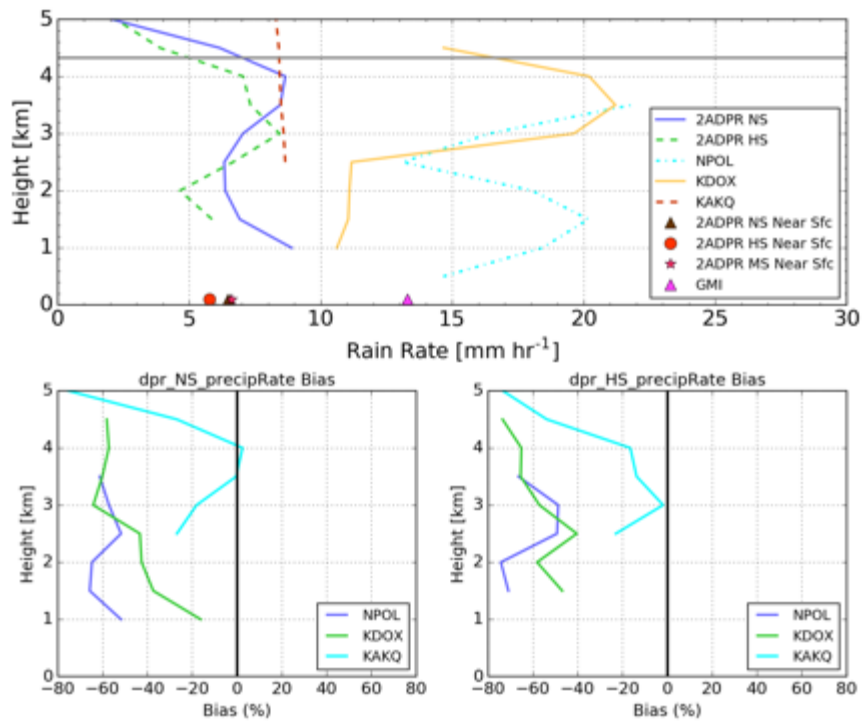 5
4
3
2
1
0
Height [km]
2ADPR NS
2ADPR HS
NPOL
KDOX
KAKQ
2ADPR NS Near Sfc
2ADPR HS Near Sfc
2ADPR MS Near Sfc
GMI
0 5 10 15 20 25 30
Rain Rate [mm hr⁻¹]
dpr_NS_precipRate Bias
5
4
3
2
1
0
Height [km]
NPOL
KDOX
KAKQ
−80 −60 −40 −20 0 20 40 60 80
Bias (%)
dpr_HS_precipRate Bias
5
4
3
2
1
0
Height [km]
NPOL
KDOX
KAKQ
−80 −60 −40 −20 0 20 40 60 80
Bias (%)